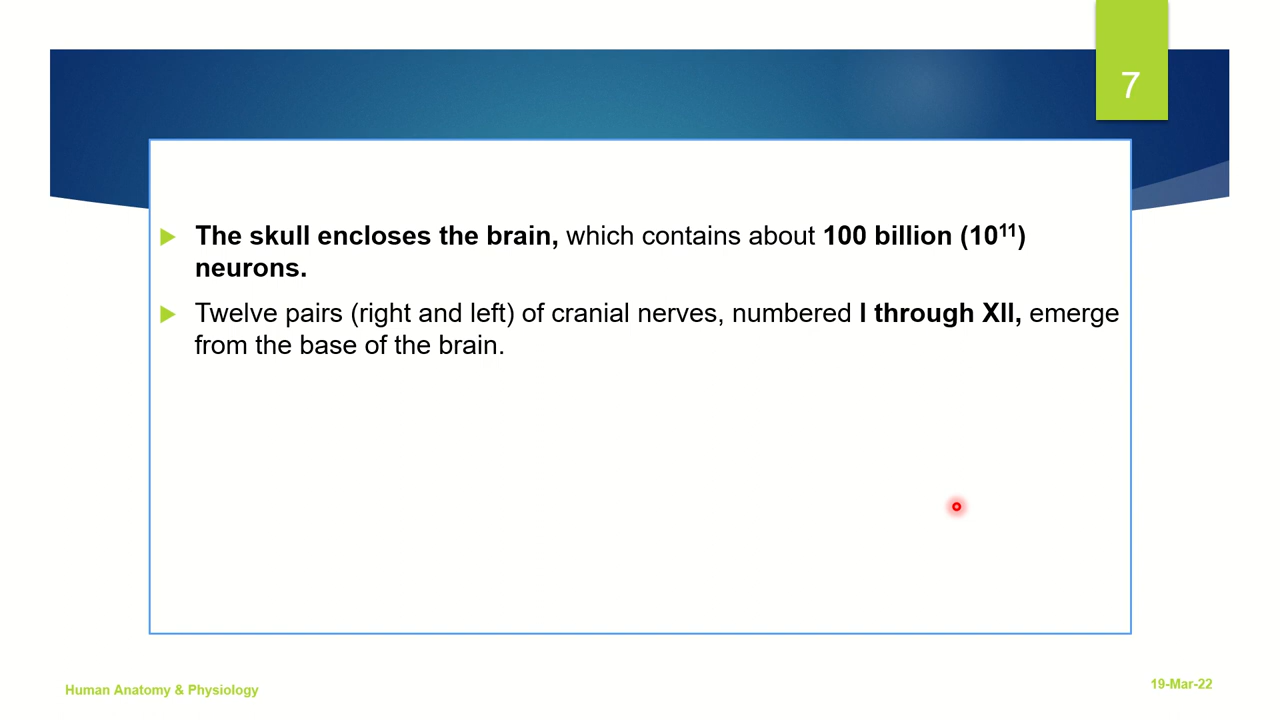 7
The skull encloses the brain, which contains about 100 billion (10¹¹)
neurons.
Twelve pairs (right and left) of cranial nerves, numbered I through XII, emerge
from the base of the brain.
Human Anatomy & Physiology
19-Mar-22